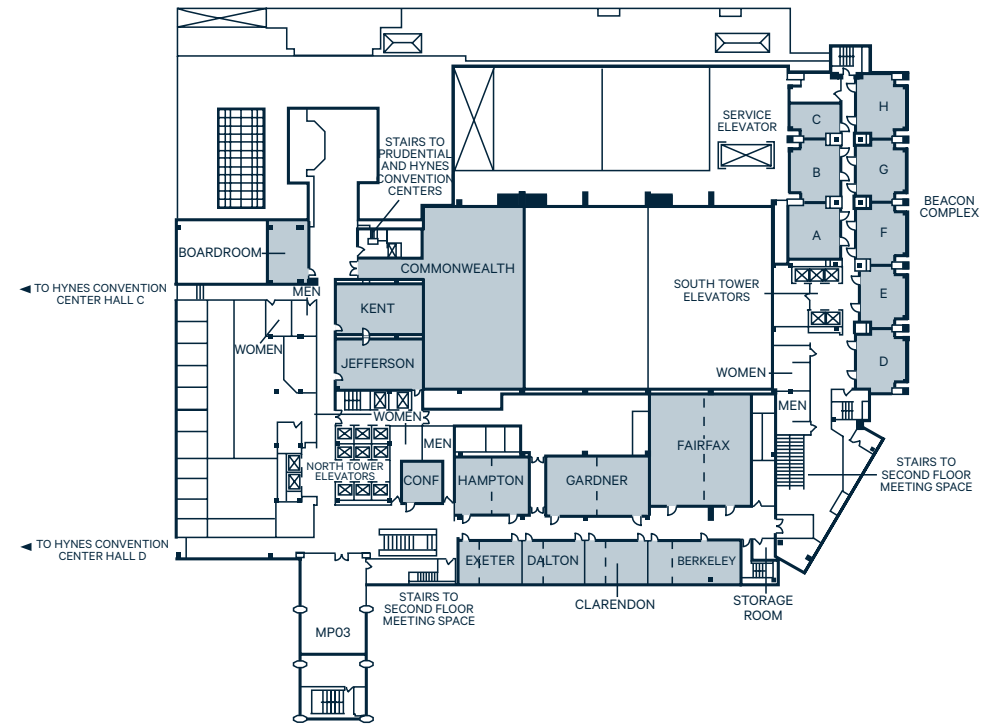 H
C
SERVICE
ELEVATOR
STAIRS TO
PRUDENTIAL
AND HYNES
CONVENTION
CENTERS
G
B
BEACON
COMPLEX
F
A
BOARDROOM
COMMONWEALTH
TO HYNES CONVENTION
CENTER HALL C
MEN
SOUTH TOWER
ELEVATORS
E
KENT
WOMEN
JEFFERSON
D
WOMEN
MEN
WOMEN
MEN
FAIRFAX
NORTH TOWER
ELEVATORS
CONF
HAMPTON
GARDNER
STAIRS TO
SECOND FLOOR
MEETING SPACE
TO HYNES CONVENTION
CENTER HALL D
EXETER
DALTON
BERKELEY
STAIRS TO
SECOND FLOOR
MEETING SPACE
CLARENDON
STORAGE
ROOM
MP03